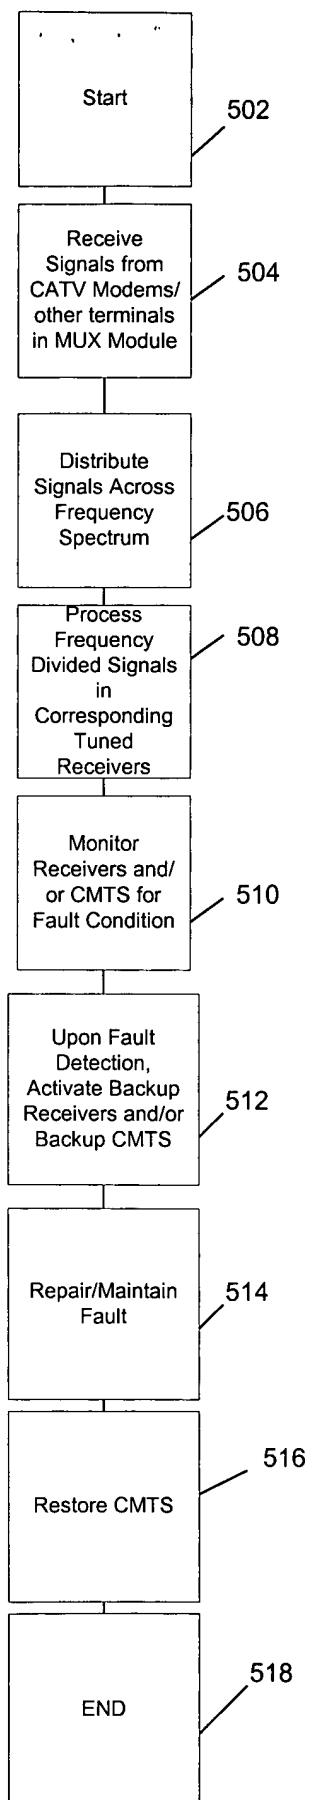 Start
502
Receive
Signals from
CATV Modems/
other terminals
in MUX Module
504
Distribute
Signals Across
Frequency
Spectrum
506
Process
Frequency
Divided Signals
in
Corresponding
Tuned
Receivers
508
Monitor
Receivers and/
or CMTS for
Fault Condition
510
Upon Fault
Detection,
Activate Backup
Receivers and/or
Backup CMTS
512
Repair/Maintain
Fault
514
Restore CMTS
516
END
518